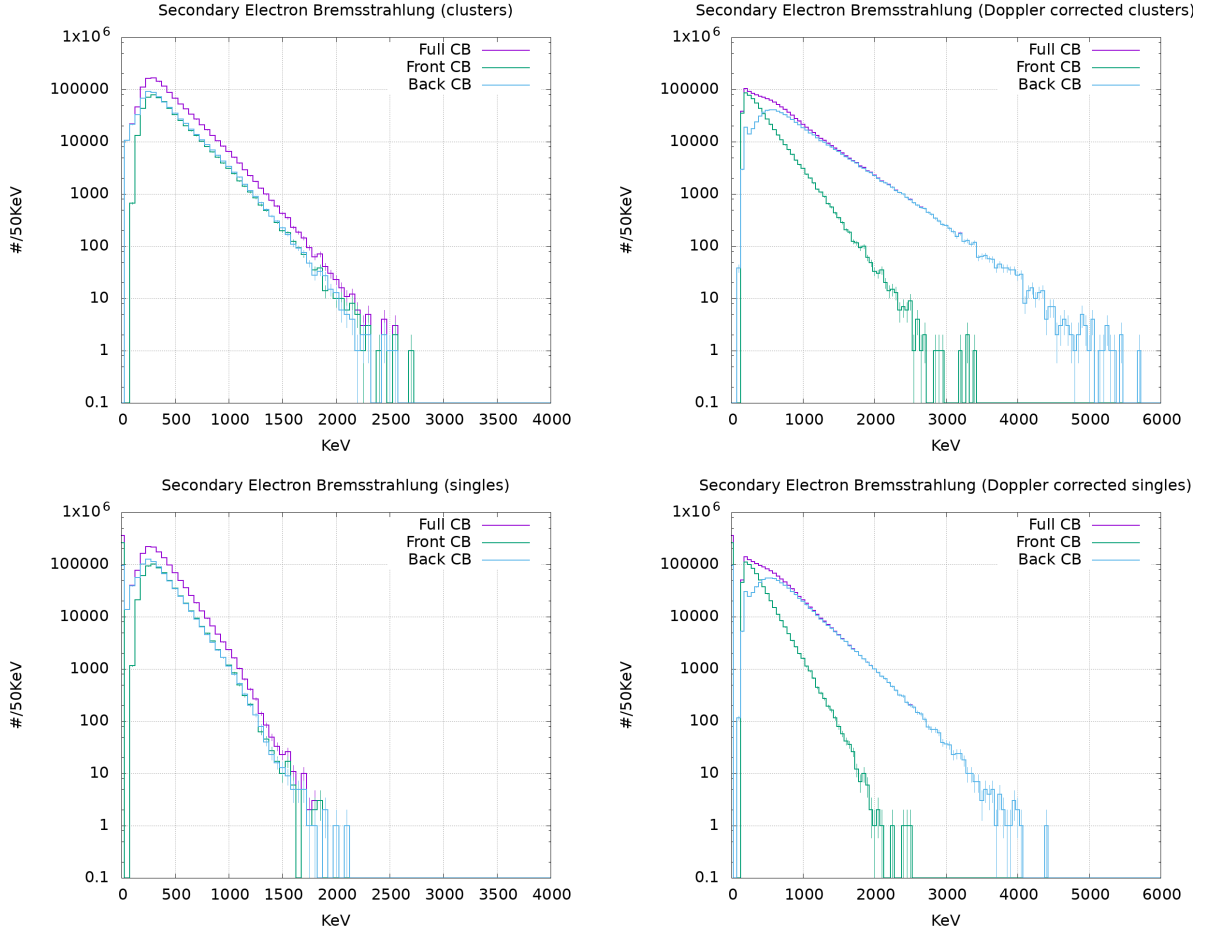 Secondary Electron Bremsstrahlung (clusters)
1x10^6
100000
10000
1000
100
10
1
0.1
#/50KeV
0 500 1000 1500 2000 2500 3000 3500 4000
KeV
Full CB
Front CB
Back CB
Secondary Electron Bremsstrahlung (Doppler corrected clusters)
1x10^6
100000
10000
1000
100
10
1
0.1
#/50KeV
0 1000 2000 3000 4000 5000 6000
KeV
Full CB
Front CB
Back CB
Secondary Electron Bremsstrahlung (singles)
1x10^6
100000
10000
1000
100
10
1
0.1
#/50KeV
0 500 1000 1500 2000 2500 3000 3500 4000
KeV
Full CB
Front CB
Back CB
Secondary Electron Bremsstrahlung (Doppler corrected singles)
1x10^6
100000
10000
1000
100
10
1
0.1
#/50KeV
0 1000 2000 3000 4000 5000 6000
KeV
Full CB
Front CB
Back CB